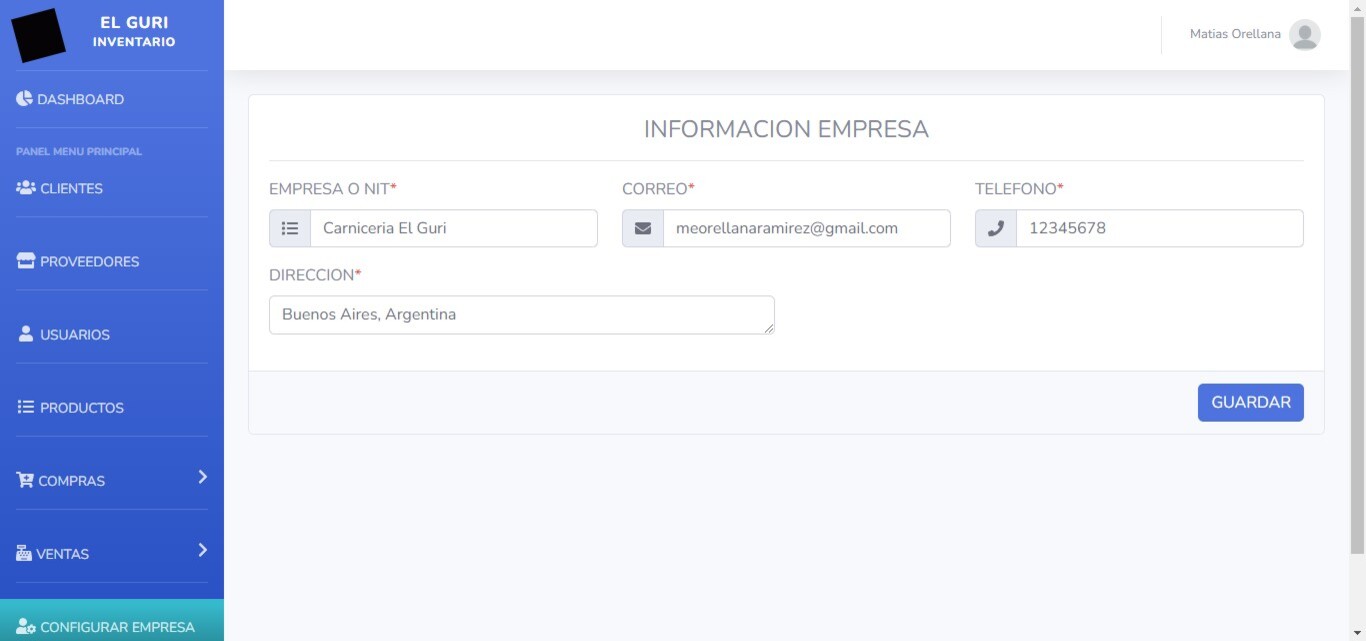 EL GURI
INVENTARIO
Matias Orellana
DASHBOARD
PANEL MENU PRINCIPAL
CLIENTES
PROVEEDORES
USUARIOS
PRODUCTOS
COMPRAS
VENTAS
CONFIGURAR EMPRESA
INFORMACION EMPRESA
EMPRESA O NIT*
Carniceria El Guri
CORREO*
meorellanaramirez@gmail.com
TELEFONO*
12345678
DIRECCION*
Buenos Aires, Argentina
GUARDAR